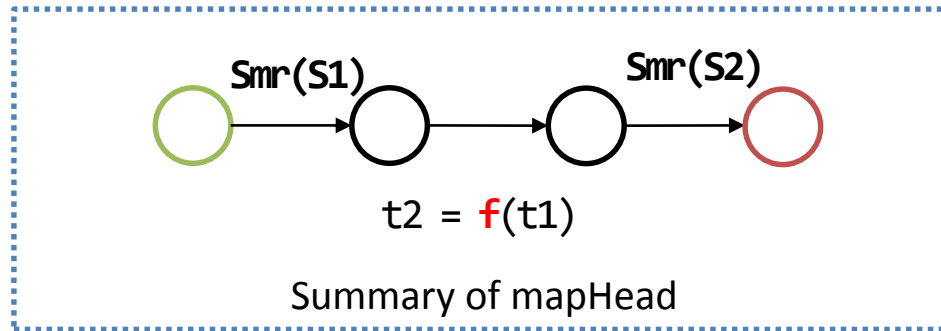 Smr(S1)
Smr(S2)
t2 = f(t1)
Summary of mapHead